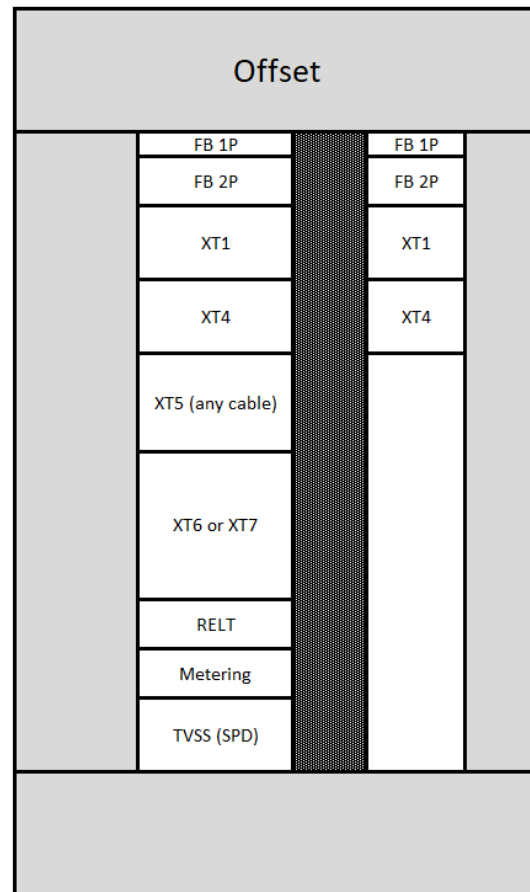 Offset
FB 1P
FB 1P
FB 2P
FB 2P
XT1
XT1
XT4
XT4
XT5 (any cable)
XT6 or XT7
RELT
Metering
TVSS (SPD)